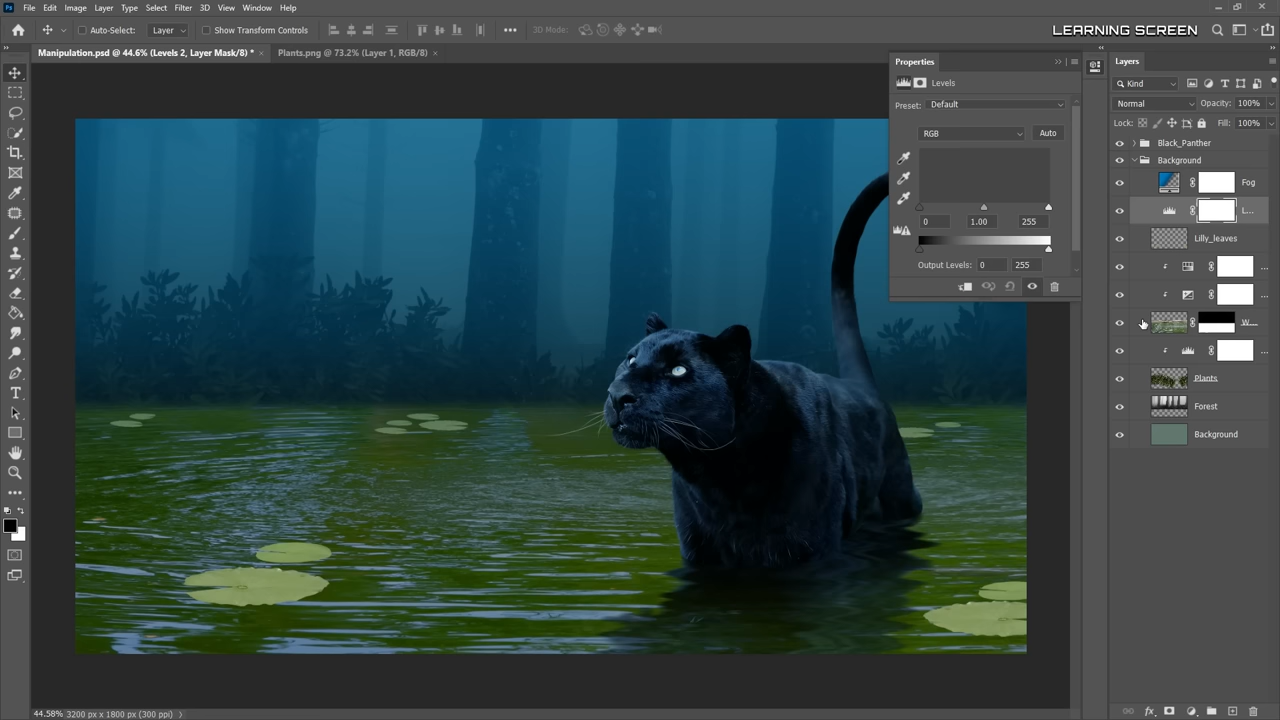 Ps File Edit Image Layer Type Select Filter 3D View Window Help
Auto-Select: Layer Show Transform Controls 3D Mode: LEARNING SCREEN
Manipulation.psd @ 44.6% (Levels 2, Layer Mask/8) * × Plants.png @ 73.2% (Layer 1, RGB/8) ×
Properties
Levels
Preset: Default
RGB Auto
0 1.00 255
Output Levels: 0 255
Layers
Kind
Normal Opacity: 100%
Lock: Fill: 100%
Black_Panther
Background
Fog
L...
Lilly_leaves
...
...
W...
...
Plants
Forest
Background
44.58% 3200 px x 1800 px (300 ppi)
fx